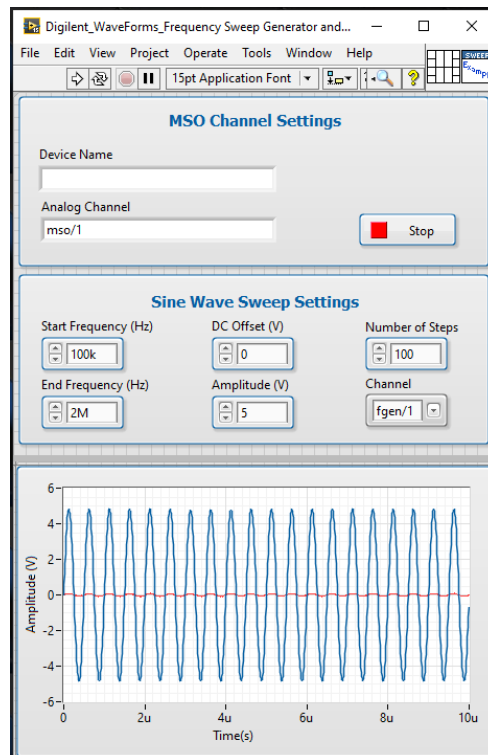 Digilent_WaveForms_Frequency Sweep Generator and...
File Edit View Project Operate Tools Window Help
15pt Application Font
SWEEP
Examp
MSO Channel Settings
Device Name
Analog Channel
mso/1
Stop
Sine Wave Sweep Settings
Start Frequency (Hz) DC Offset (V) Number of Steps
100k 0 100
End Frequency (Hz) Amplitude (V) Channel
2M 5 fgen/1
6
4
2
0
-2
-4
-6
Amplitude (V)
0 2u 4u 6u 8u 10u
Time(s)